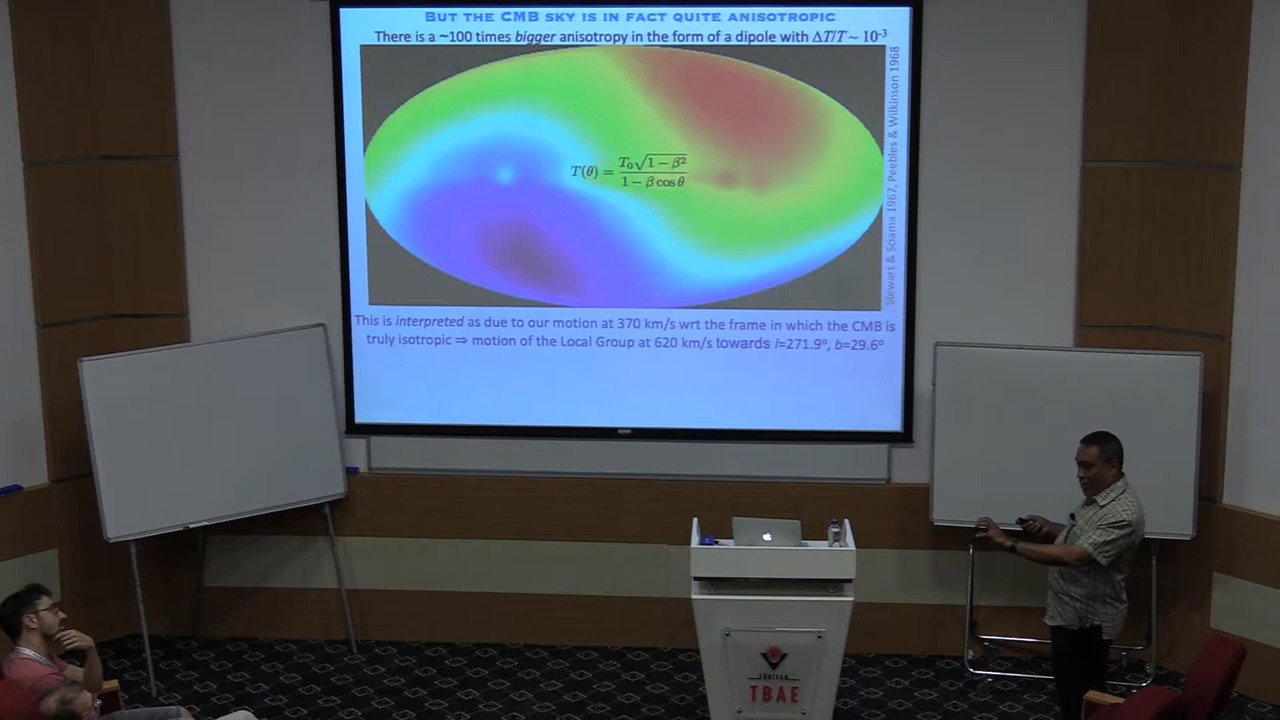 BUT THE CMB SKY IS IN FACT QUITE ANISOTROPIC
There is a ~100 times bigger anisotropy in the form of a dipole with ΔT/T ~ 10⁻³
T(θ) = T₀√(1 − β²) / (1 − β cos θ)
Stewart & Sciama 1967, Peebles & Wilkinson 1968
This is interpreted as due to our motion at 370 km/s wrt the frame in which the CMB is
truly isotropic ⇒ motion of the Local Group at 620 km/s towards l=271.9°, b=29.6°
TÜBİTAK
TBAE